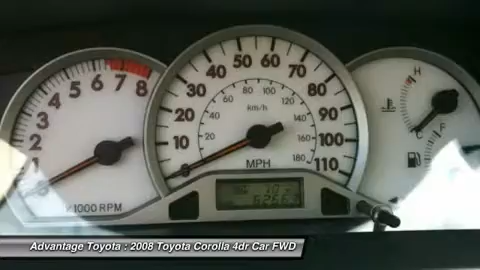 10 20 30 40 50 60 70 80 90 100 110
20 40 60 80 100 120 140 160 180
km/h
MPH
1 2 3 4 5 6 7 8
x1000 RPM
H
F
Advantage Toyota : 2008 Toyota Corolla 4dr Car FWD